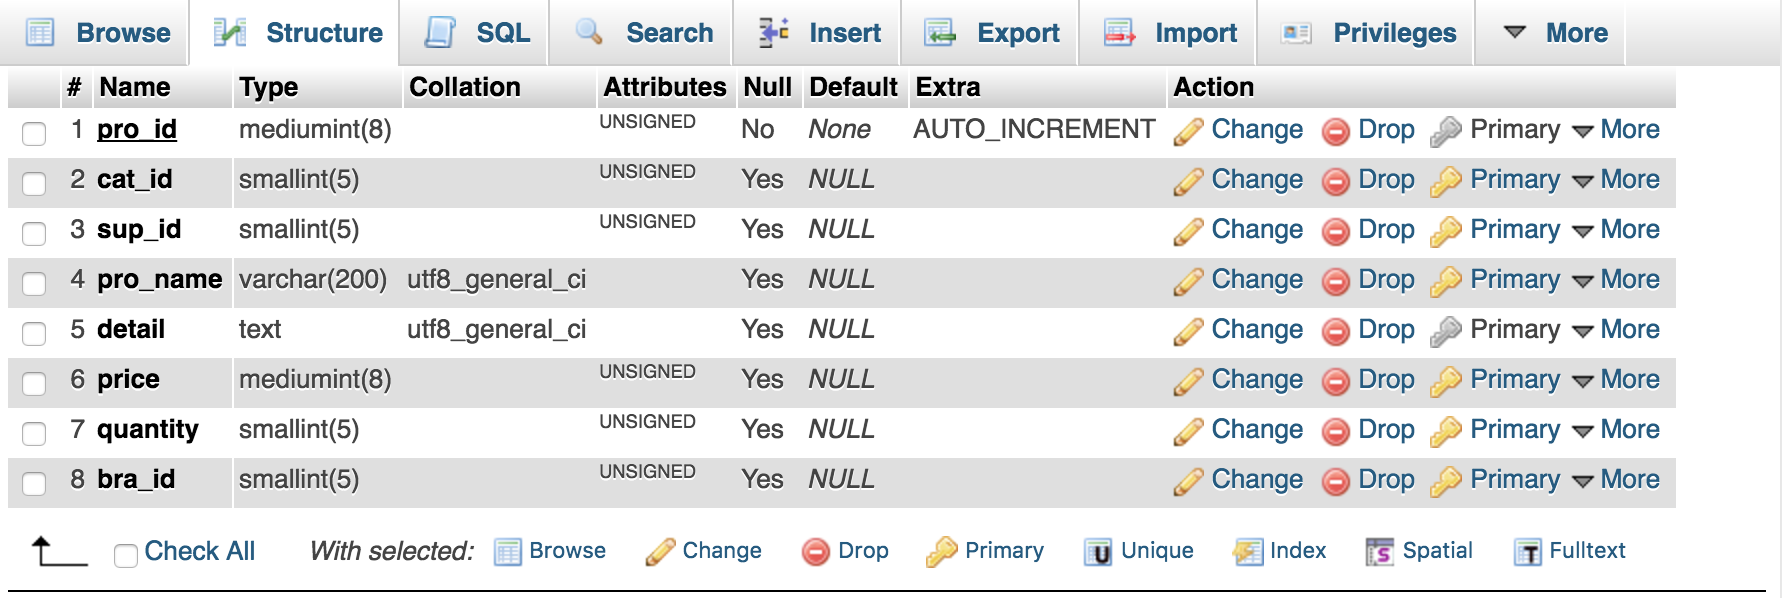 Browse Structure SQL Search Insert Export Import Privileges More
# Name Type Collation Attributes Null Default Extra Action
1 pro_id mediumint(8) UNSIGNED No None AUTO_INCREMENT Change Drop Primary More
2 cat_id smallint(5) UNSIGNED Yes NULL Change Drop Primary More
3 sup_id smallint(5) UNSIGNED Yes NULL Change Drop Primary More
4 pro_name varchar(200) utf8_general_ci Yes NULL Change Drop Primary More
5 detail text utf8_general_ci Yes NULL Change Drop Primary More
6 price mediumint(8) UNSIGNED Yes NULL Change Drop Primary More
7 quantity smallint(5) UNSIGNED Yes NULL Change Drop Primary More
8 bra_id smallint(5) UNSIGNED Yes NULL Change Drop Primary More
Check All With selected: Browse Change Drop Primary Unique Index Spatial Fulltext